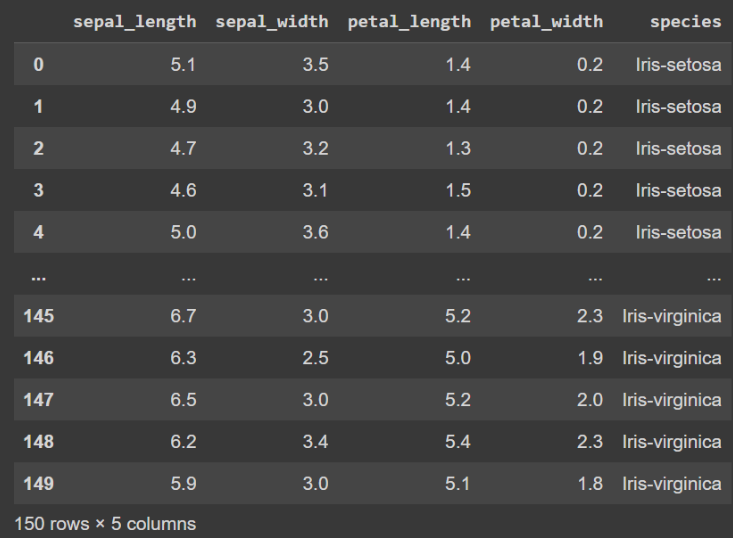 sepal_length sepal_width petal_length petal_width species
0 5.1 3.5 1.4 0.2 Iris-setosa
1 4.9 3.0 1.4 0.2 Iris-setosa
2 4.7 3.2 1.3 0.2 Iris-setosa
3 4.6 3.1 1.5 0.2 Iris-setosa
4 5.0 3.6 1.4 0.2 Iris-setosa
... ... ... ... ... ...
145 6.7 3.0 5.2 2.3 Iris-virginica
146 6.3 2.5 5.0 1.9 Iris-virginica
147 6.5 3.0 5.2 2.0 Iris-virginica
148 6.2 3.4 5.4 2.3 Iris-virginica
149 5.9 3.0 5.1 1.8 Iris-virginica
150 rows × 5 columns